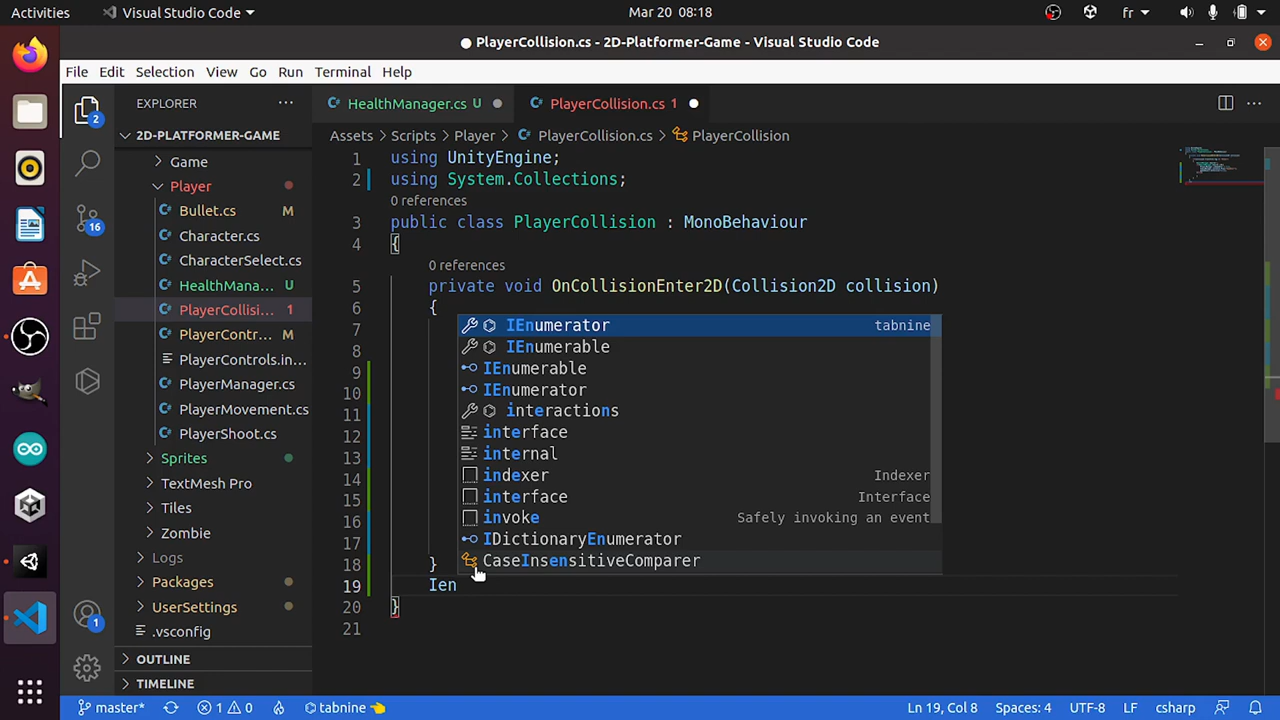 Activities
Visual Studio Code
Mar 20 08:18
fr
PlayerCollision.cs - 2D-Platformer-Game - Visual Studio Code
File Edit Selection View Go Run Terminal Help
2
EXPLORER
HealthManager.cs U
PlayerCollision.cs 1
2D-PLATFORMER-GAME
Assets > Scripts > Player > PlayerCollision.cs > PlayerCollision
Game
Player
Bullet.cs M
Character.cs
CharacterSelect.cs
HealthMana... U
PlayerCollisi... 1
PlayerContr... M
PlayerControls.in...
PlayerManager.cs
PlayerMovement.cs
PlayerShoot.cs
Sprites
TextMesh Pro
Tiles
Zombie
Logs
Packages
UserSettings
.vsconfig
OUTLINE
TIMELINE
16
1
1 using UnityEngine;
2 using System.Collections;
0 references
3 public class PlayerCollision : MonoBehaviour
4 {
0 references
5 private void OnCollisionEnter2D(Collision2D collision)
6 {
7
8
9
10
11
12
13
14
15
16
17
18 }
19 Ien
20 }
21
IEnumerator tabnine
IEnumerable
IEnumerable
IEnumerator
interactions
interface
internal
indexer Indexer
interface Interface
invoke Safely invoking an event
IDictionaryEnumerator
CaseInsensitiveComparer
master*
1 0
tabnine
Ln 19, Col 8
Spaces: 4
UTF-8
LF
csharp